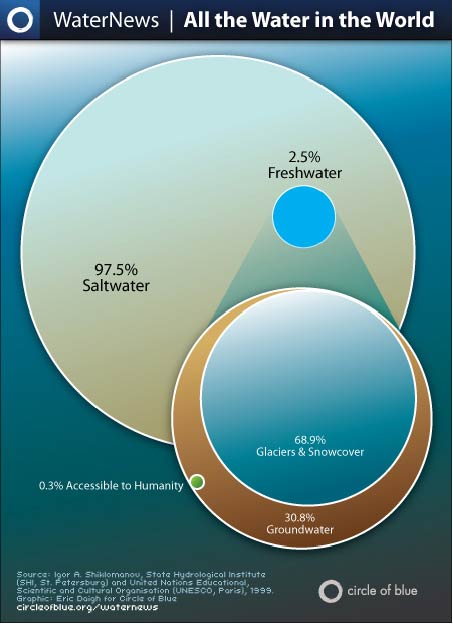 WaterNews | All the Water in the World
2.5%
Freshwater
97.5%
Saltwater
68.9%
Glaciers & Snowcover
0.3% Accessible to Humanity
30.8%
Groundwater
Source: Igor A. Shiklomanov, State Hydrological Institute
(SHI, St. Petersburg) and United Nations Educational,
Scientific and Cultural Organisation (UNESCO, Paris), 1999.
Graphic: Eric Daigh for Circle of Blue
circleofblue.org/waternews
circle of blue